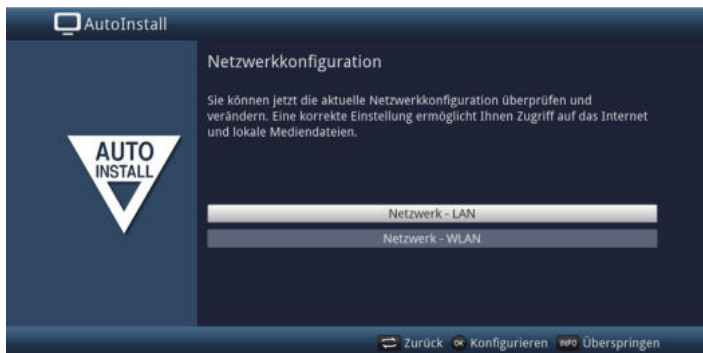 AutoInstall
Netzwerkkonfiguration
Sie können jetzt die aktuelle Netzwerkkonfiguration überprüfen und
verändern. Eine korrekte Einstellung ermöglicht Ihnen Zugriff auf das Internet
und lokale Mediendateien.
AUTO
INSTALL
Netzwerk - LAN
Netzwerk - WLAN
Zurück OK Konfigurieren INFO Überspringen